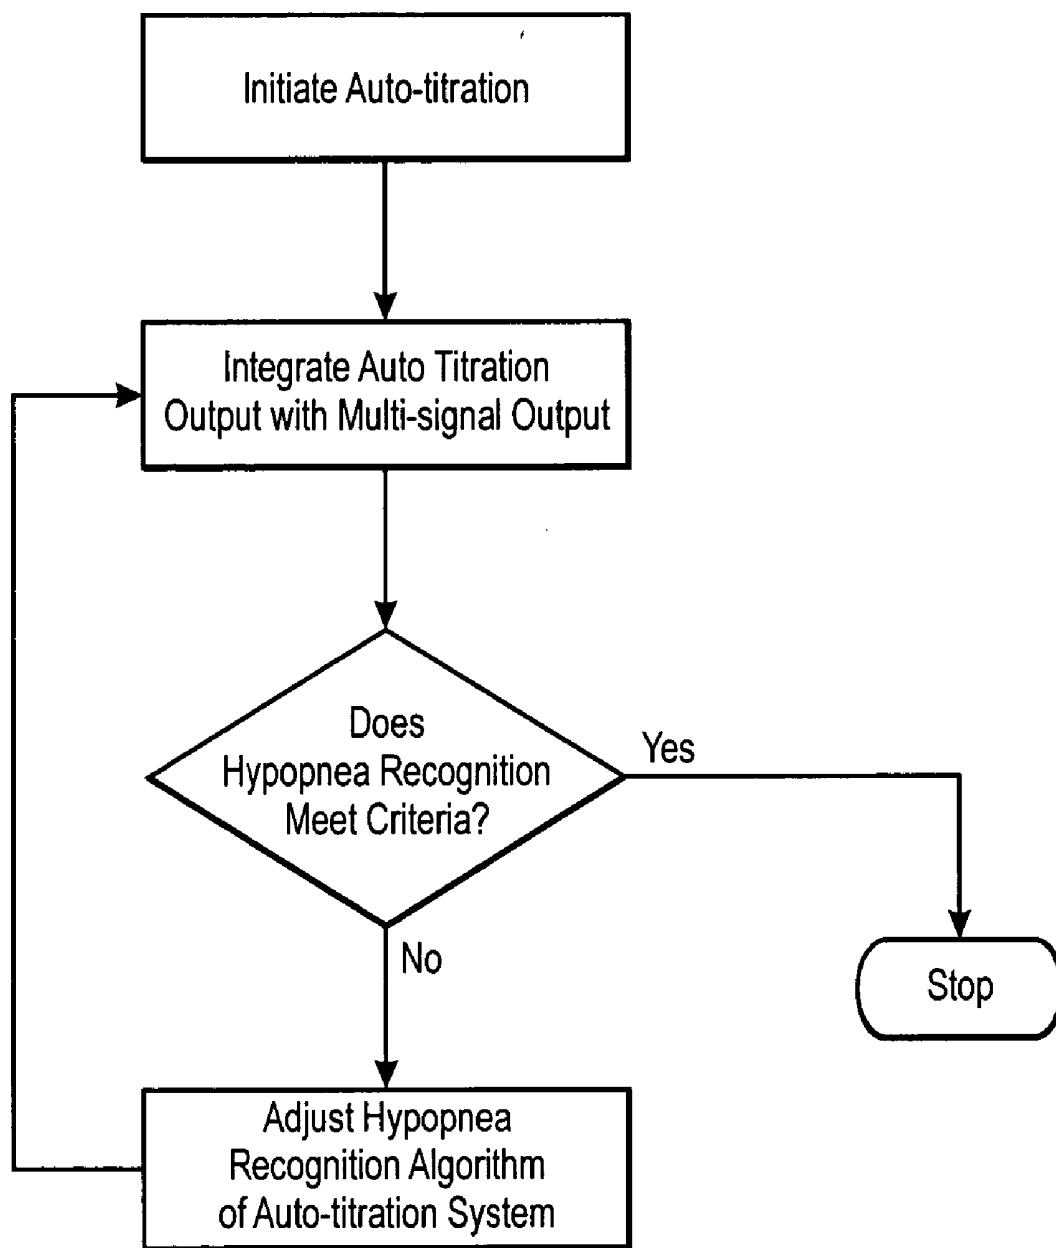 Initiate Auto-titration
Integrate Auto Titration
Output with Multi-signal Output
Does
Hypopnea Recognition
Meet Criteria?
Yes
No
Stop
Adjust Hypopnea
Recognition Algorithm
of Auto-titration System